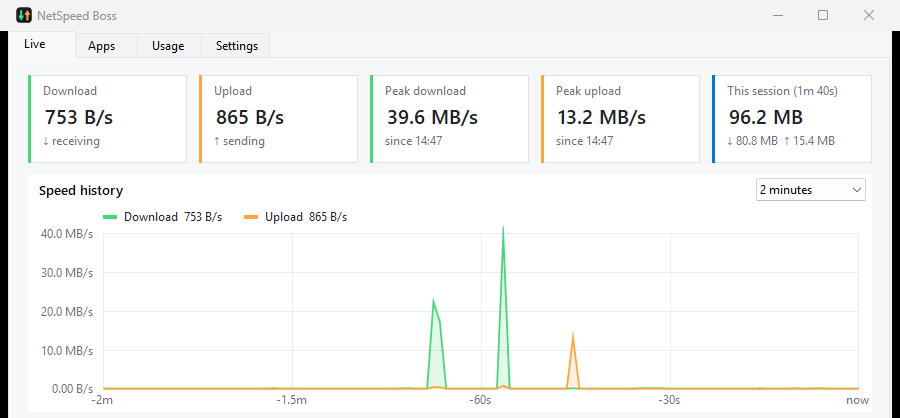 NetSpeed Boss
Live Apps Usage Settings
Download Upload Peak download Peak upload This session (1m 40s)
753 B/s 865 B/s 39.6 MB/s 13.2 MB/s 96.2 MB
↓ receiving ↑ sending since 14:47 since 14:47 ↓ 80.8 MB ↑ 15.4 MB
Speed history 2 minutes
Download 753 B/s Upload 865 B/s
40.0 MB/s
30.0 MB/s
20.0 MB/s
10.0 MB/s
0.00 B/s
-2m -1.5m -60s -30s now